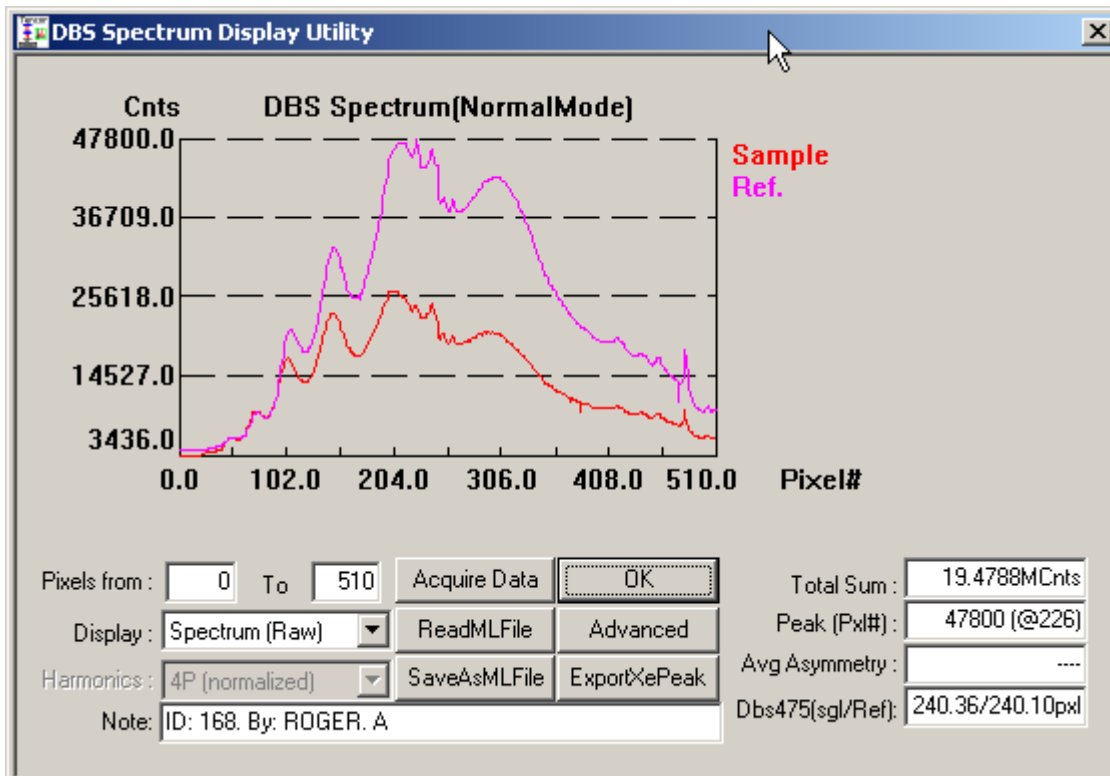 DBS Spectrum Display Utility
Cnts DBS Spectrum(NormalMode)
47800.0
Sample
Ref.
36709.0
25618.0
14527.0
3436.0
0.0 102.0 204.0 306.0 408.0 510.0 Pixel#
Pixels from : 0 To 510 Acquire Data OK
Display : Spectrum (Raw) ReadMLFile Advanced
Harmonics : 4P (normalized) SaveAsMLFile ExportXePeak
Note: ID: 168. By: ROGER. A
Total Sum : 19.4788MCnts
Peak (Pxl#) : 47800 (@226)
Avg Asymmetry : ----
Dbs475(sgl/Ref): 240.36/240.10pxl